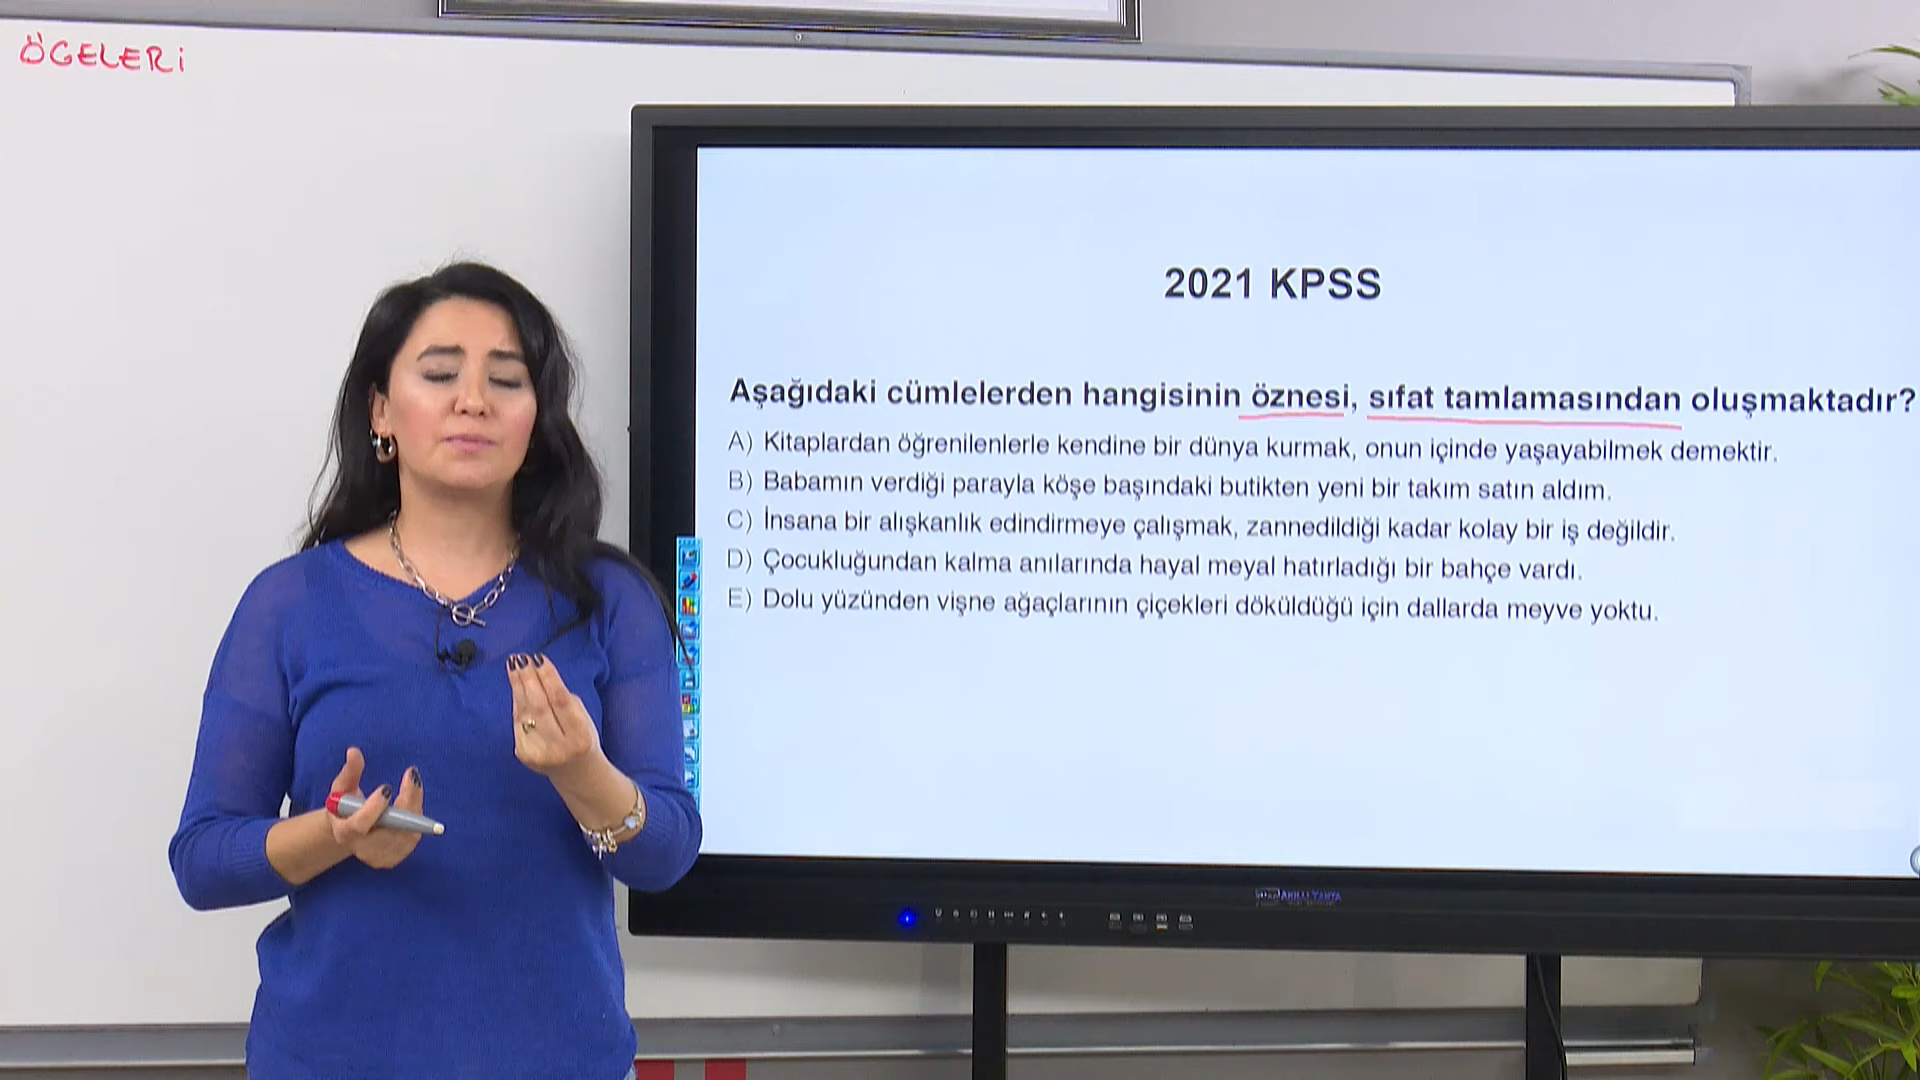 ÖGELERİ
2021 KPSS
Aşağıdaki cümlelerden hangisinin öznesi, sıfat tamlamasından oluşmaktadır?
A) Kitaplardan öğrenilenlerle kendine bir dünya kurmak, onun içinde yaşayabilmek demektir.
B) Babamın verdiği parayla köşe başındaki butikten yeni bir takım satın aldım.
C) İnsana bir alışkanlık edindirmeye çalışmak, zannedildiği kadar kolay bir iş değildir.
D) Çocukluğundan kalma anılarında hayal meyal hatırladığı bir bahçe vardı.
E) Dolu yüzünden vişne ağaçlarının çiçekleri döküldüğü için dallarda meyve yoktu.
AKILLI TAHTA